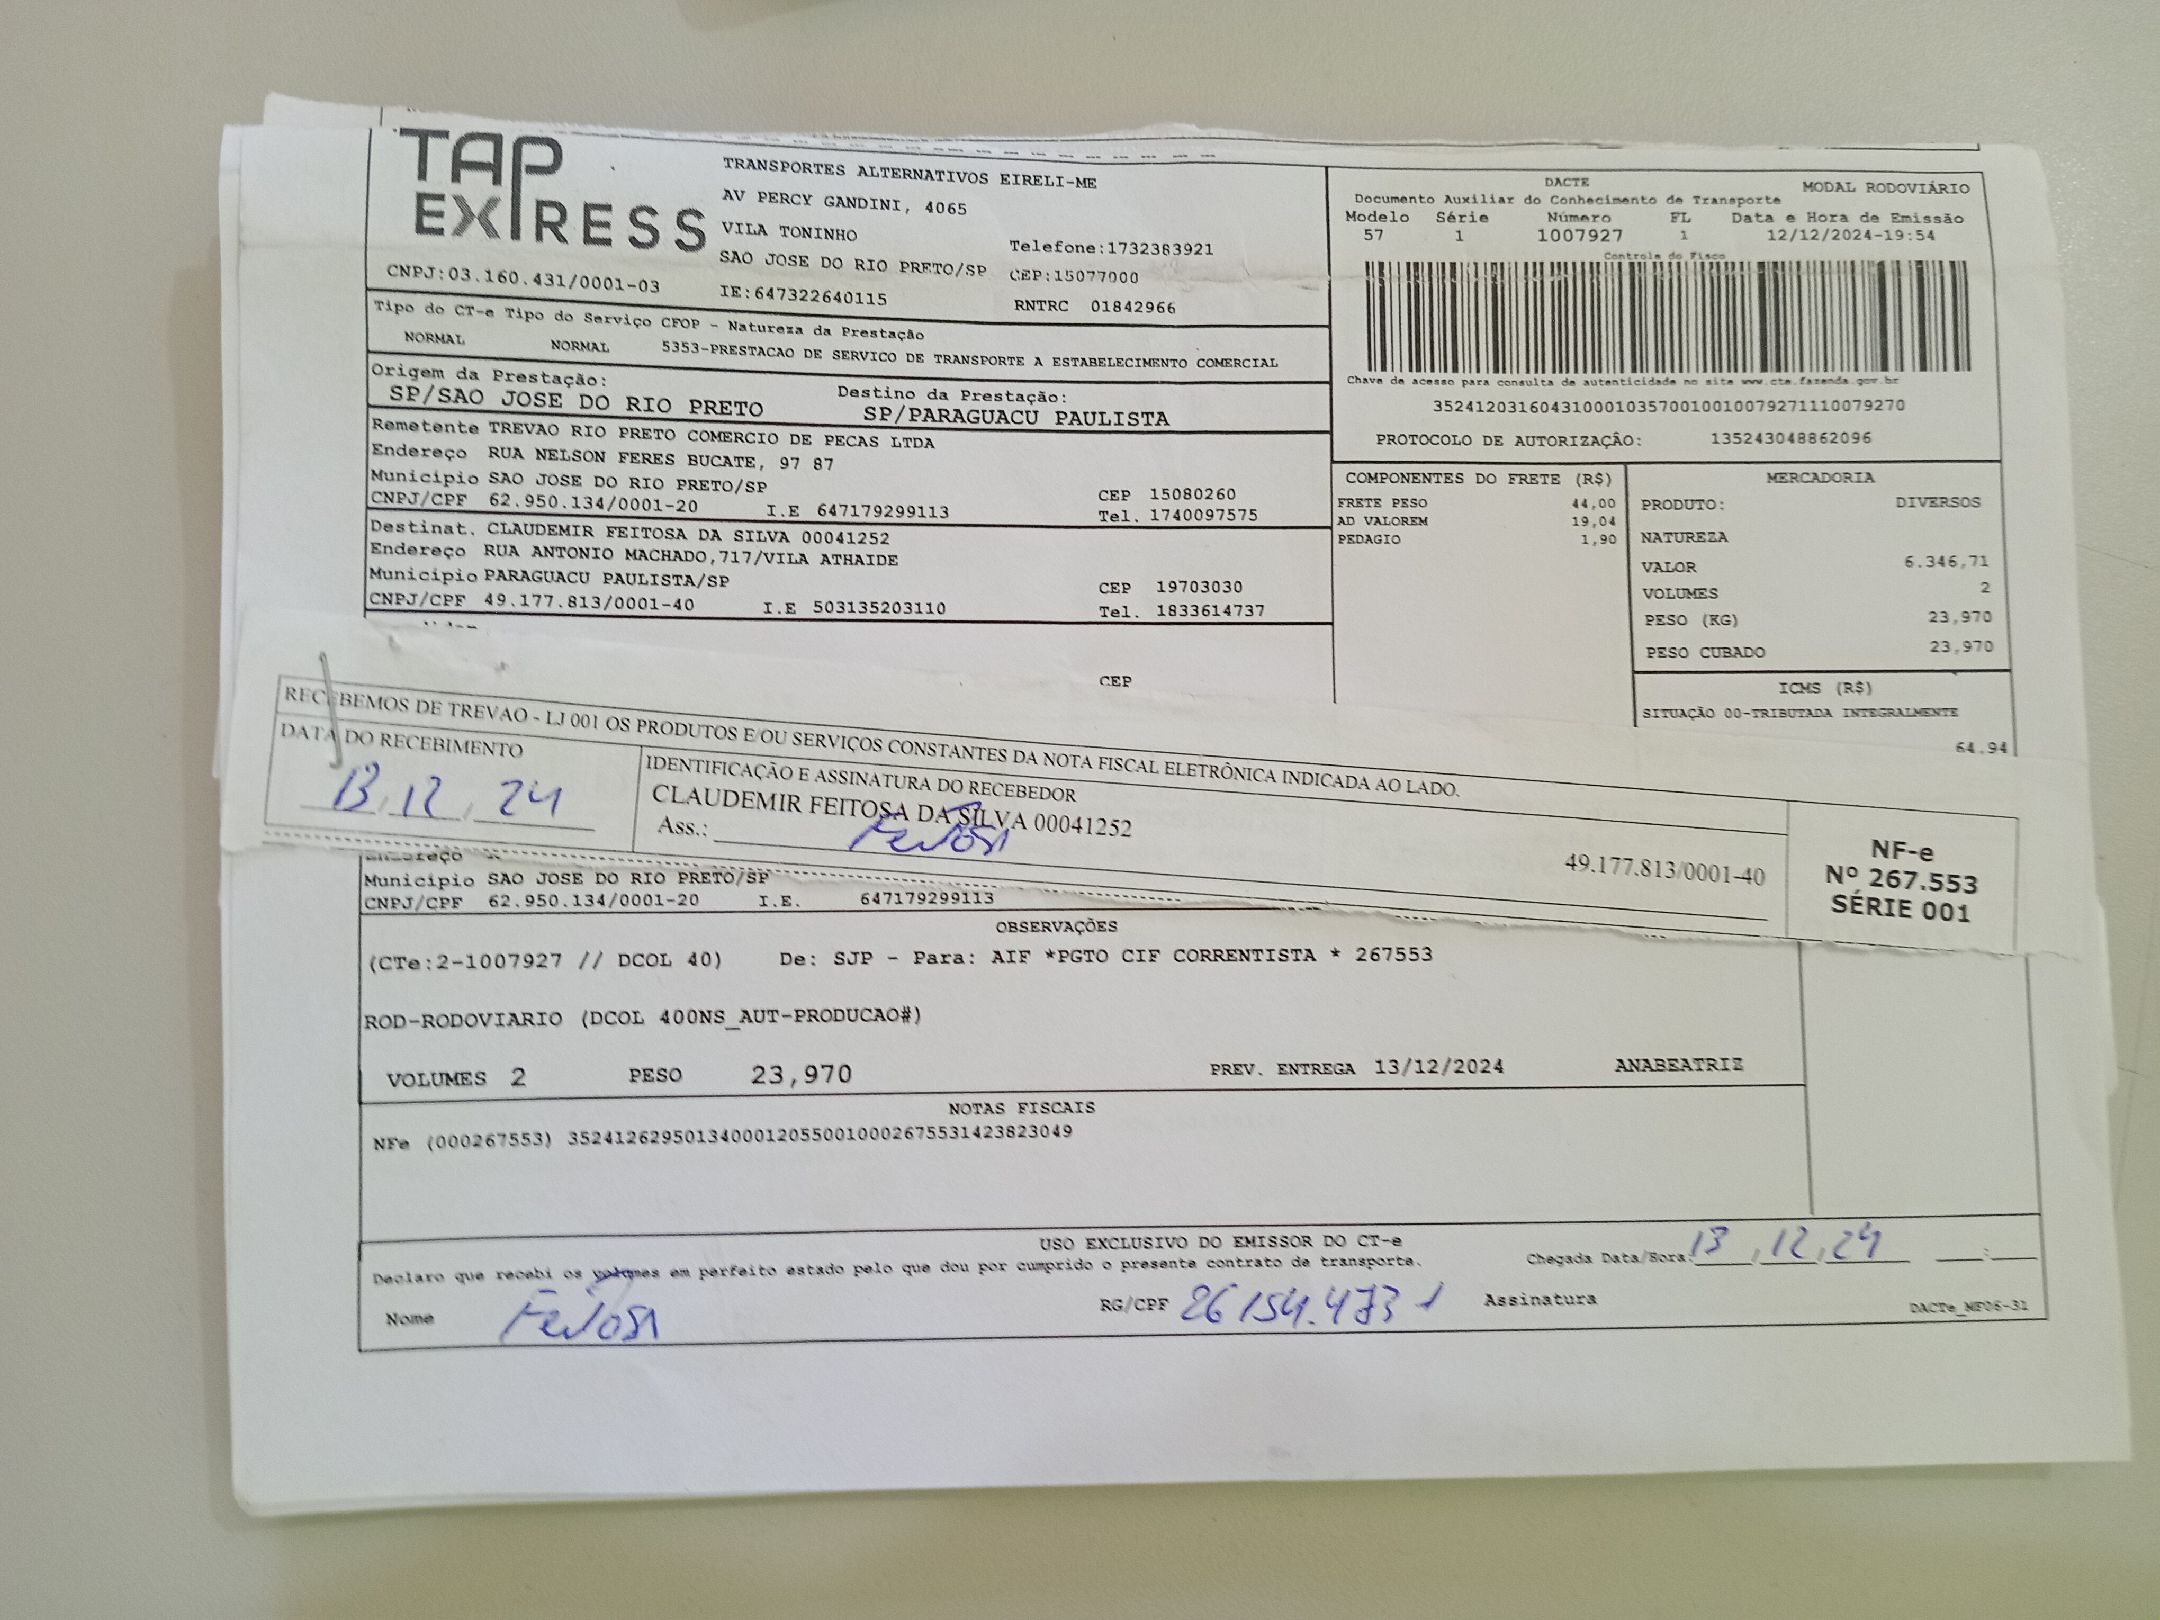 TAP EXPRESS
TRANSPORTES ALTERNATIVOS EIRELI-ME
AV PERCY GANDINI, 4065
VILA TONINHO
Telefone:1732383921
SAO JOSE DO RIO PRETO/SP CEP:15077000
CNPJ:03.160.431/0001-03 IE:647322640115 RNTRC 01842966
DACTE MODAL RODOVIÁRIO
Documento Auxiliar do Conhecimento de Transporte
Modelo Série Número FL Data e Hora de Emissão
57 1 1007927 1 12/12/2024-19:54
Controle do Fisco
Chave de acesso para consulta de autenticidade no site www.cte.fazenda.gov.br
35241203160431000103570010010079271110079270
PROTOCOLO DE AUTORIZAÇÂO: 135243048862096
Tipo do CT-e Tipo do Serviço CFOP - Natureza da Prestação
NORMAL NORMAL 5353-PRESTACAO DE SERVICO DE TRANSPORTE A ESTABELECIMENTO COMERCIAL
Origem da Prestação: Destino da Prestação:
SP/SAO JOSE DO RIO PRETO SP/PARAGUACU PAULISTA
Remetente TREVAO RIO PRETO COMERCIO DE PECAS LTDA
Endereço RUA NELSON FERES BUCATE, 97 87
Municipio SAO JOSE DO RIO PRETO/SP CEP 15080260
CNPJ/CPF 62.950.134/0001-20 I.E 647179299113 Tel. 1740097575
Destinat. CLAUDEMIR FEITOSA DA SILVA 00041252
Endereço RUA ANTONIO MACHADO,717/VILA ATHAIDE
Municipio PARAGUACU PAULISTA/SP CEP 19703030
CNPJ/CPF 49.177.813/0001-40 I.E 503135203110 Tel. 1833614737
CEP
COMPONENTES DO FRETE (R$)
FRETE PESO 44,00
AD VALOREM 19,04
PEDAGIO 1,90
MERCADORIA
PRODUTO: DIVERSOS
NATUREZA
VALOR 6.346,71
VOLUMES 2
PESO (KG) 23,970
PESO CUBADO 23,970
ICMS (R$)
SITUAÇÃO 00-TRIBUTADA INTEGRALMENTE
64.94
RECEBEMOS DE TREVAO - LJ 001 OS PRODUTOS E/OU SERVIÇOS CONSTANTES DA NOTA FISCAL ELETRÔNICA INDICADA AO LADO.
DATA DO RECEBIMENTO
13 12 24
IDENTIFICAÇÃO E ASSINATURA DO RECEBEDOR
CLAUDEMIR FEITOSA DA SILVA 00041252
Ass.: Feitosa
49.177.813/0001-40
NF-e
Nº 267.553
SÉRIE 001
Endereço
Municipio SAO JOSE DO RIO PRETO/SP
CNPJ/CPF 62.950.134/0001-20 I.E. 647179299113
OBSERVAÇÕES
(CTe:2-1007927 // DCOL 40) De: SJP - Para: AIF *PGTO CIF CORRENTISTA * 267553
ROD-RODOVIARIO (DCOL 400NS_AUT-PRODUCAO#)
VOLUMES 2 PESO 23,970 PREV. ENTREGA 13/12/2024 ANABEATRIZ
NOTAS FISCAIS
NFe (000267553) 35241262950134000120550010002675531423823049
USO EXCLUSIVO DO EMISSOR DO CT-e
Declaro que recebi os volumes em perfeito estado pelo que dou por cumprido o presente contrato de transporte. Chegada Data/Hora: 13 12 24 :
Nome Feitosa RG/CPF 26 154.473 1 Assinatura
DACTe_MF06-31